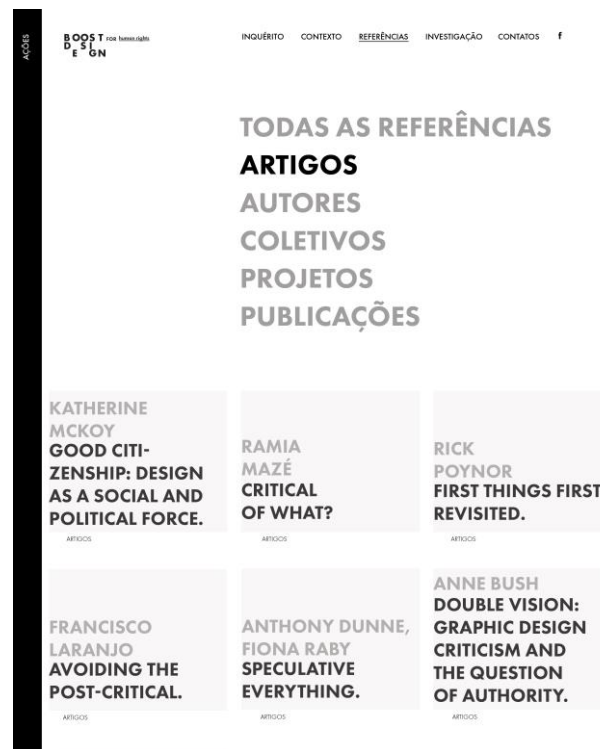 AÇÕES
BOOST FOR human rights
DESI
EGN
INQUÉRITO CONTEXTO REFERÊNCIAS INVESTIGAÇÃO CONTATOS f
TODAS AS REFERÊNCIAS
ARTIGOS
AUTORES
COLETIVOS
PROJETOS
PUBLICAÇÕES
KATHERINE
MCKOY
GOOD CITI-
ZENSHIP: DESIGN
AS A SOCIAL AND
POLITICAL FORCE.
ARTIGOS
RAMIA
MAZÉ
CRITICAL
OF WHAT?
ARTIGOS
RICK
POYNOR
FIRST THINGS FIRST
REVISITED.
ARTIGOS
FRANCISCO
LARANJO
AVOIDING THE
POST-CRITICAL.
ARTIGOS
ANTHONY DUNNE,
FIONA RABY
SPECULATIVE
EVERYTHING.
ARTIGOS
ANNE BUSH
DOUBLE VISION:
GRAPHIC DESIGN
CRITICISM AND
THE QUESTION
OF AUTHORITY.
ARTIGOS